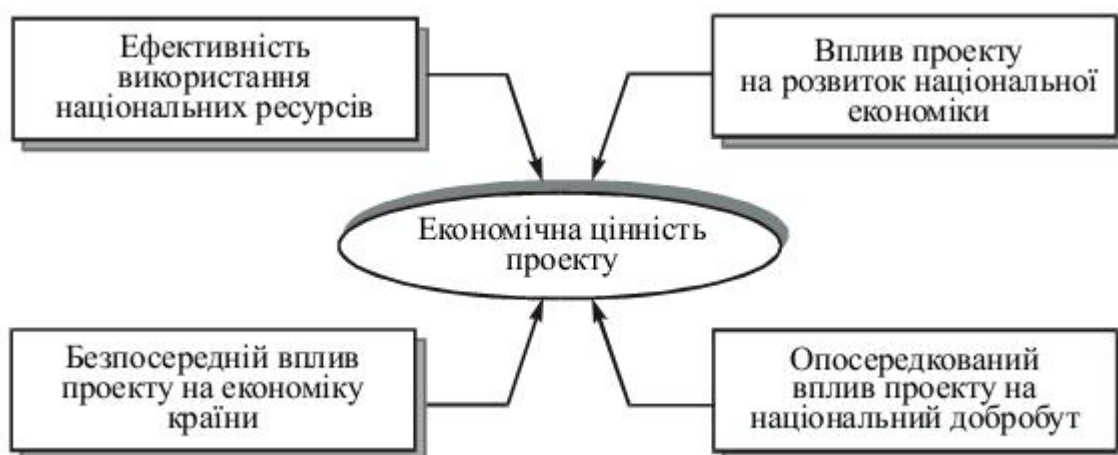 Ефективність
використання
національних ресурсів
Вплив проекту
на розвиток національної
економіки
Економічна цінність
проекту
Безпосередній вплив
проекту на економіку
країни
Опосередкований
вплив проекту на
національний добробут